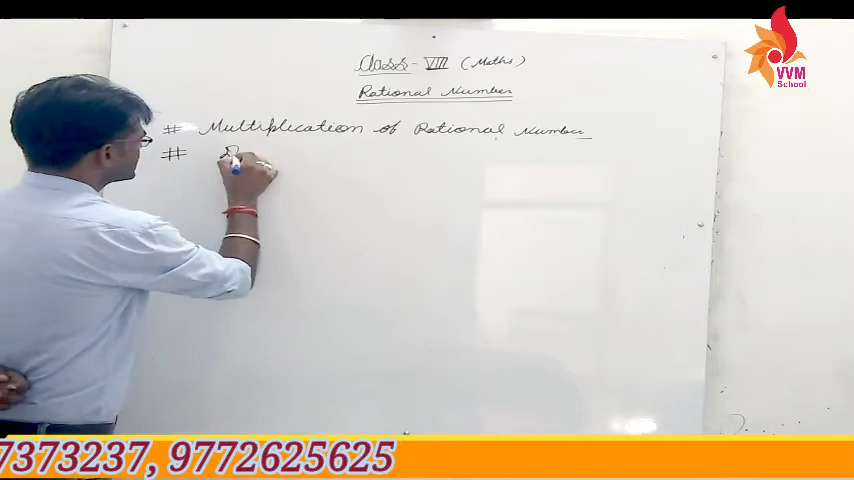 Class - VIII (Maths)
Rational Number
# Multiplication of Rational Number
#
VVM
School
7373237, 9772625625